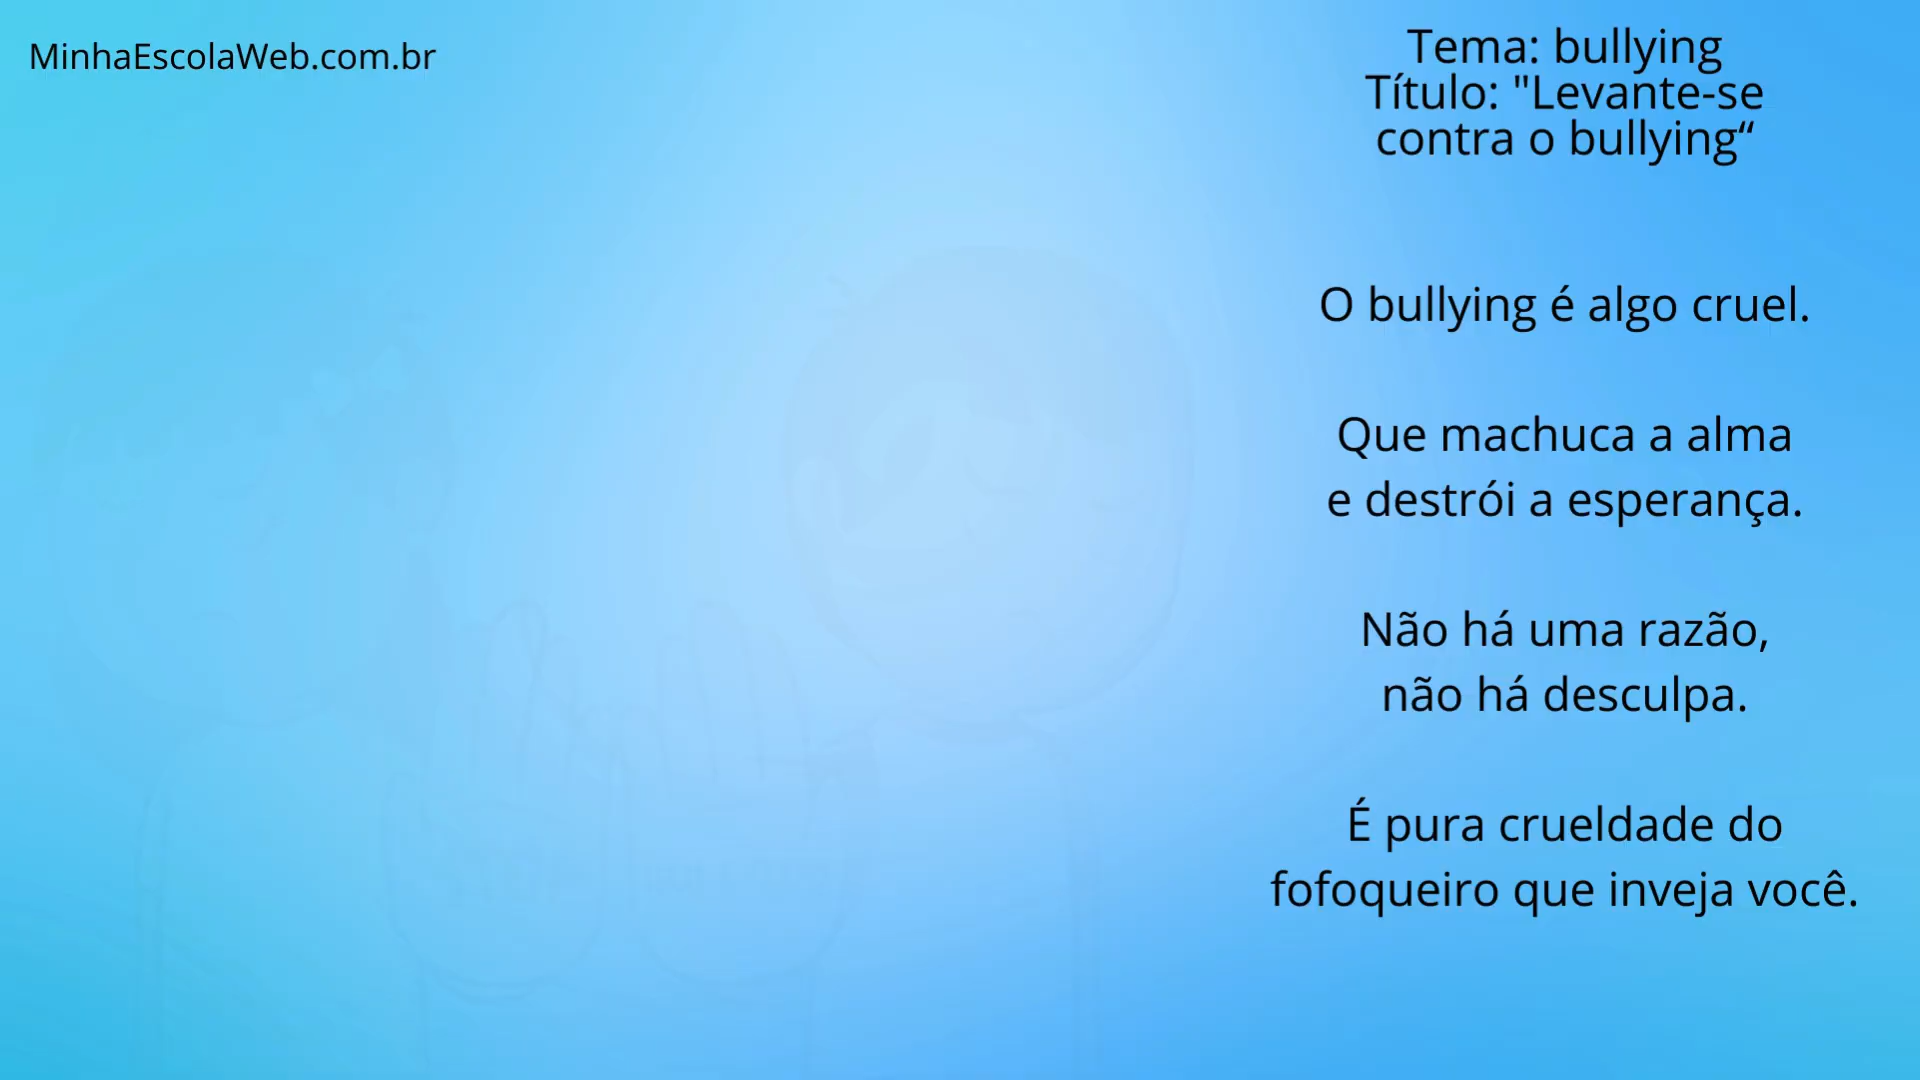 MinhaEscolaWeb.com.br
Tema: bullying
Título: "Levante-se
contra o bullying“
O bullying é algo cruel.
Que machuca a alma
e destrói a esperança.
Não há uma razão,
não há desculpa.
É pura crueldade do
fofoqueiro que inveja você.